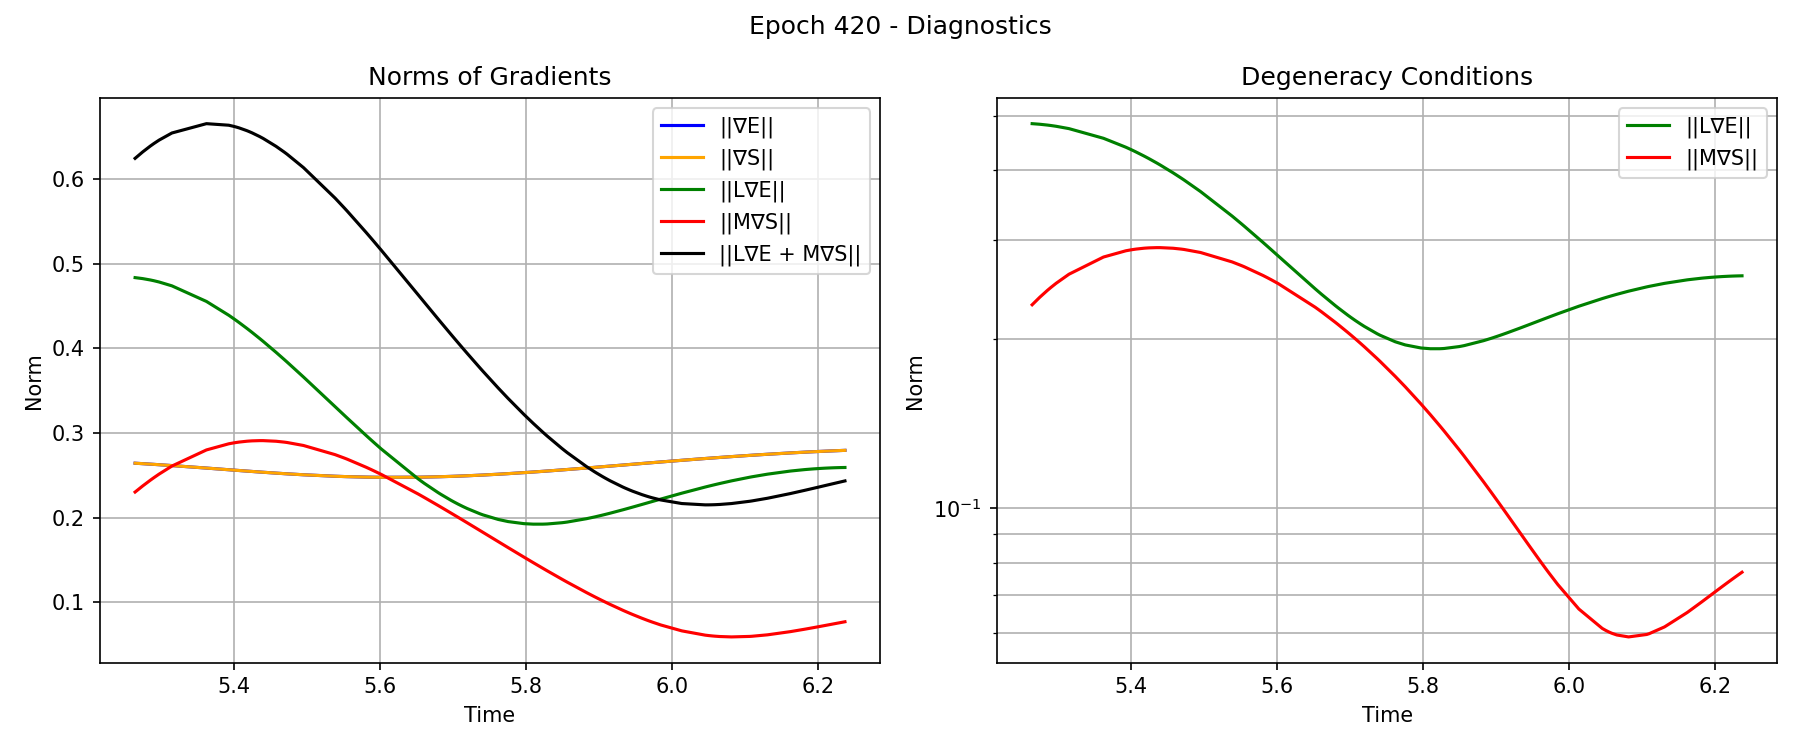 Epoch 420 - Diagnostics
Norms of Gradients
||∇E||
||∇S||
||L∇E||
||M∇S||
||L∇E + M∇S||
Norm
0.6
0.5
0.4
0.3
0.2
0.1
5.4 5.6 5.8 6.0 6.2
Time
Degeneracy Conditions
||L∇E||
||M∇S||
Norm
10⁻¹
5.4 5.6 5.8 6.0 6.2
Time